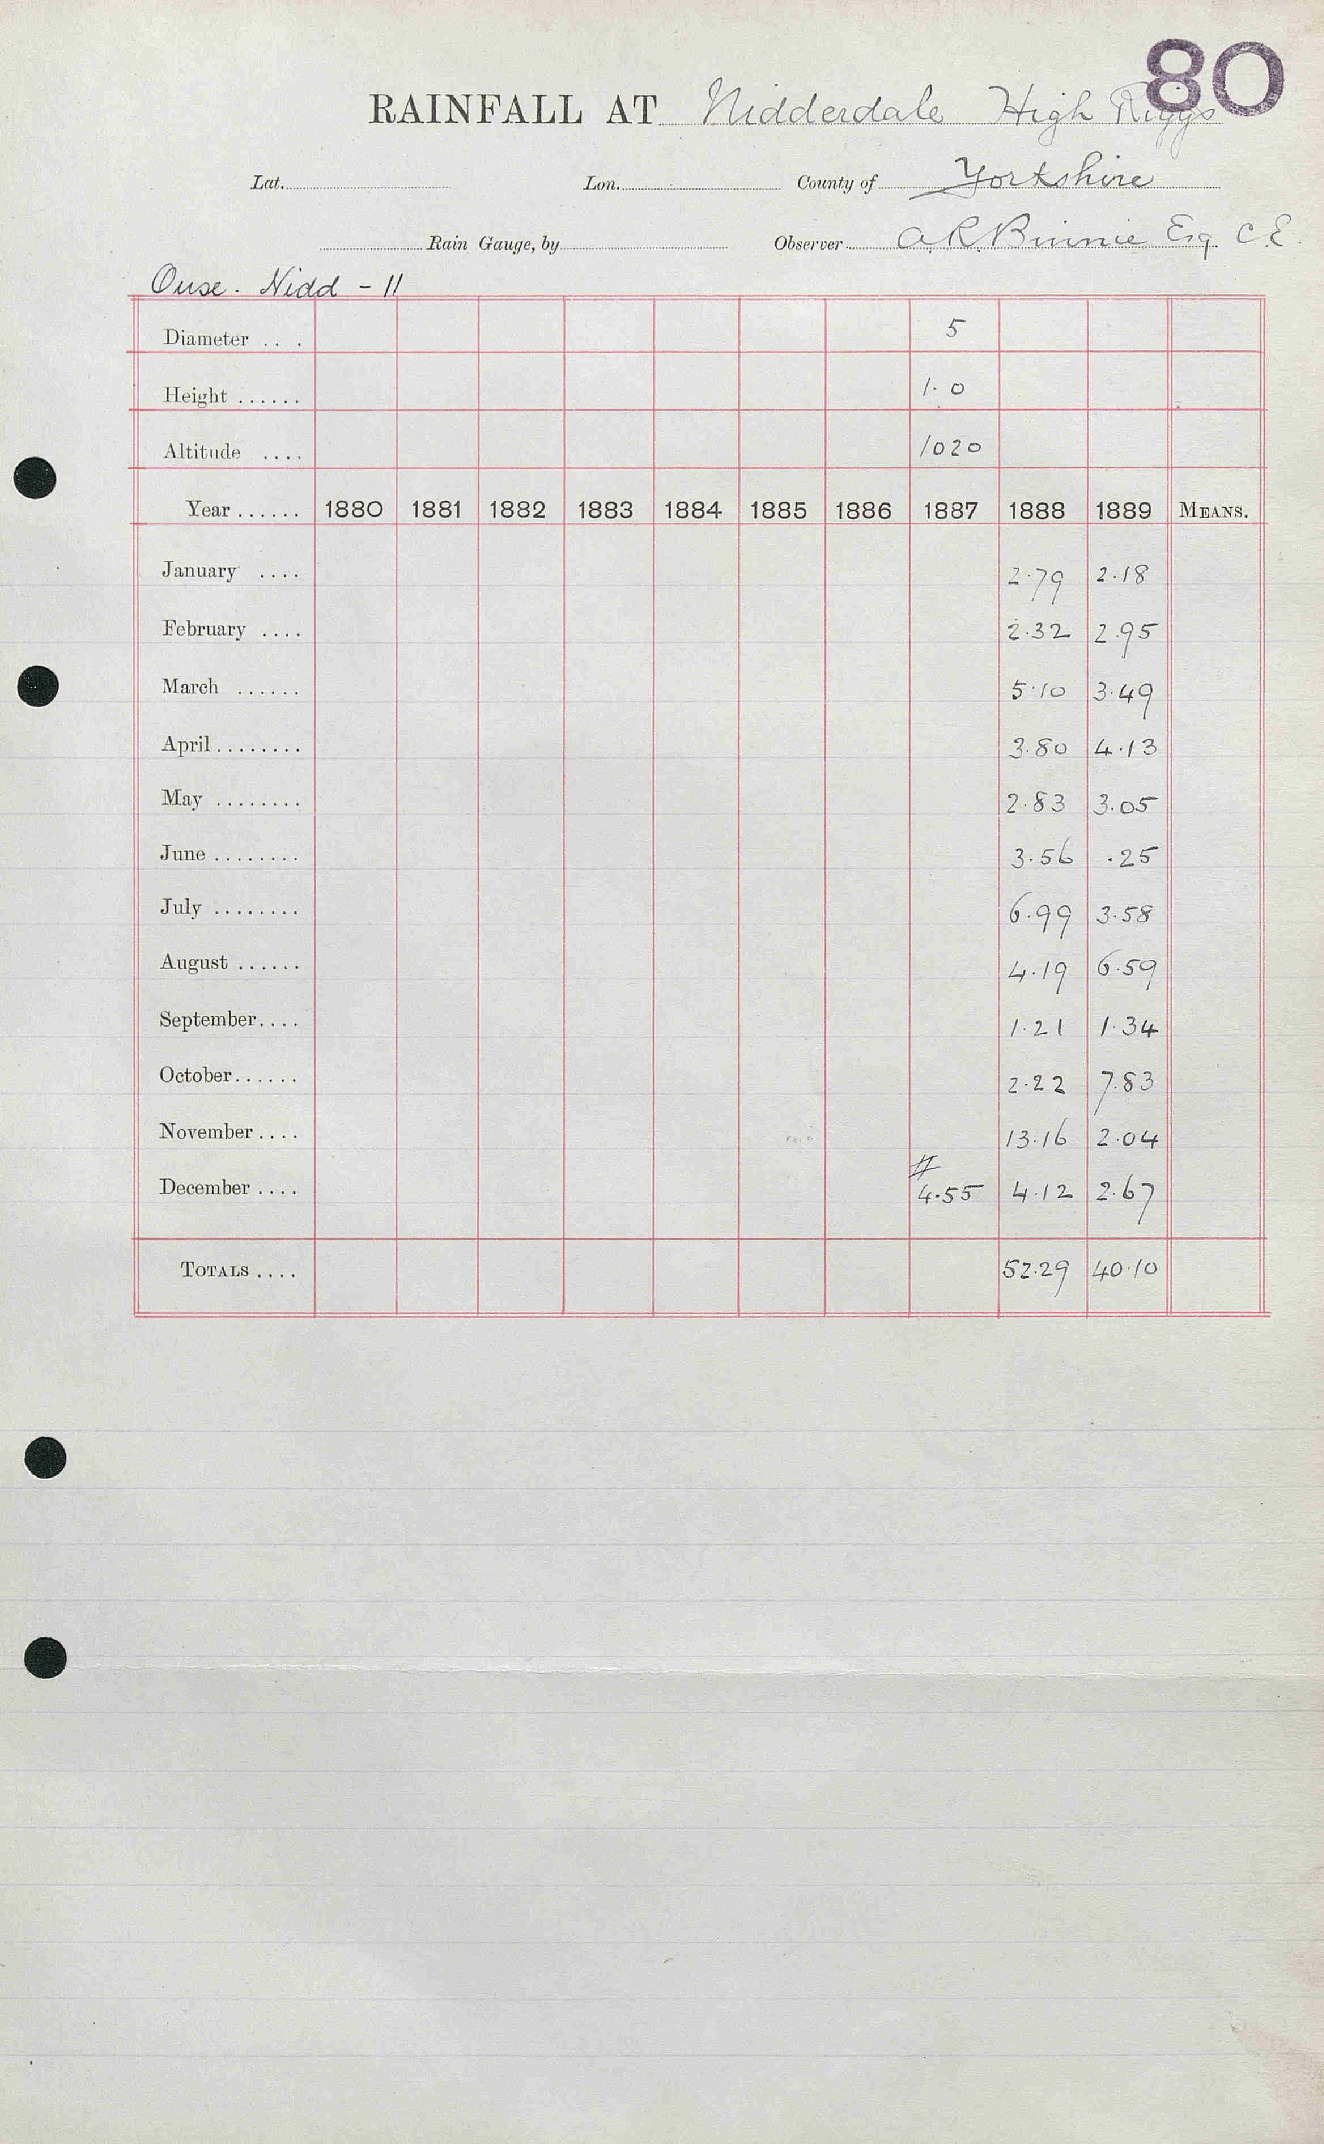 80
RAINFALL AT Nidderdale High Riggs
Lat. Lon. County of Yorkshire
Rain Gauge, by Observer A R Binnie Esq C.E.
Ouse. Nidd - 11
Diameter . . . 5
Height ...... 1.0
Altitude .... 1020
Year ...... 1880 1881 1882 1883 1884 1885 1886 1887 1888 1889 MEANS.
January .... 2.79 2.18
February .... 2.32 2.95
March ...... 5.10 3.49
April ........ 3.80 4.13
May ........ 2.83 3.05
June ........ 3.56 .25
July ........ 6.99 3.58
August ...... 4.19 6.59
September.... 1.21 1.34
October...... 2.22 7.83
November.... 13.16 2.04
#
December .... 4.55 4.12 2.67
TOTALS .... 52.29 40.10